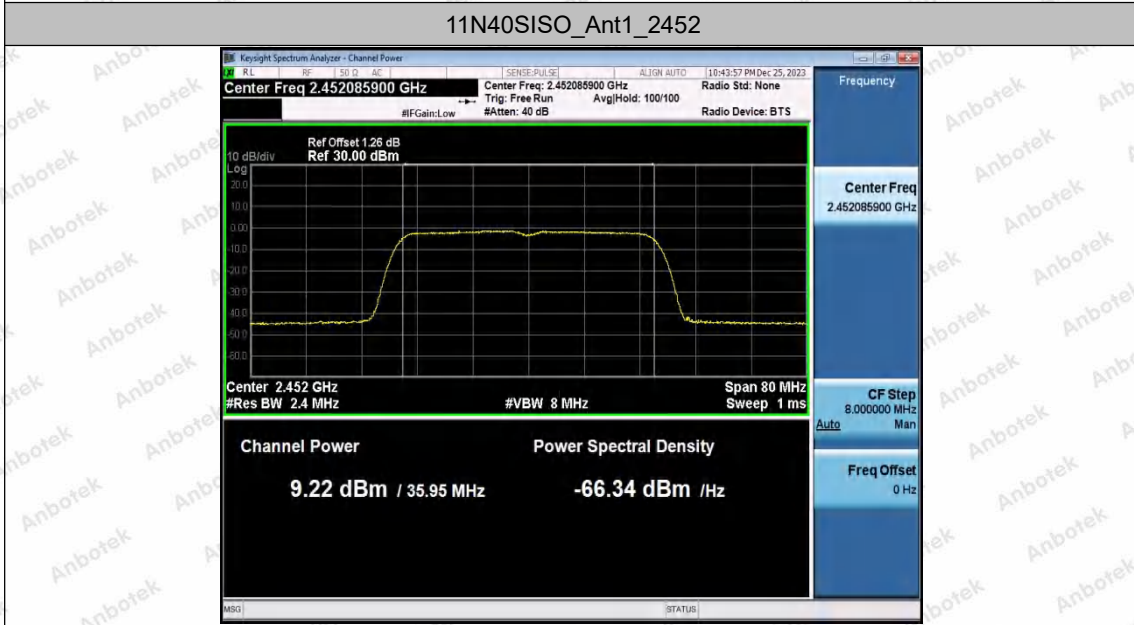 11N40SISO_Ant1_2452
Keysight Spectrum Analyzer - Channel Power
RL RF 50 Ω AC SENSE:PULSE ALIGN AUTO 10:43:57 PM Dec 25, 2023
Center Freq 2.452085900 GHz
#IFGain:Low
Center Freq: 2.452085900 GHz
Trig: Free Run Avg|Hold: 100/100
#Atten: 40 dB
Radio Std: None
Radio Device: BTS
Ref Offset 1.26 dB
10 dB/div Ref 30.00 dBm
Log
20.0
10.0
0.00
-10.0
-20.0
-30.0
-40.0
-50.0
-60.0
Center 2.452 GHz Span 80 MHz
#Res BW 2.4 MHz #VBW 8 MHz Sweep 1 ms
Channel Power Power Spectral Density
9.22 dBm / 35.95 MHz -66.34 dBm /Hz
MSG STATUS
Frequency
Center Freq
2.452085900 GHz
CF Step
8.000000 MHz
Auto Man
Freq Offset
0 Hz
Anbotek